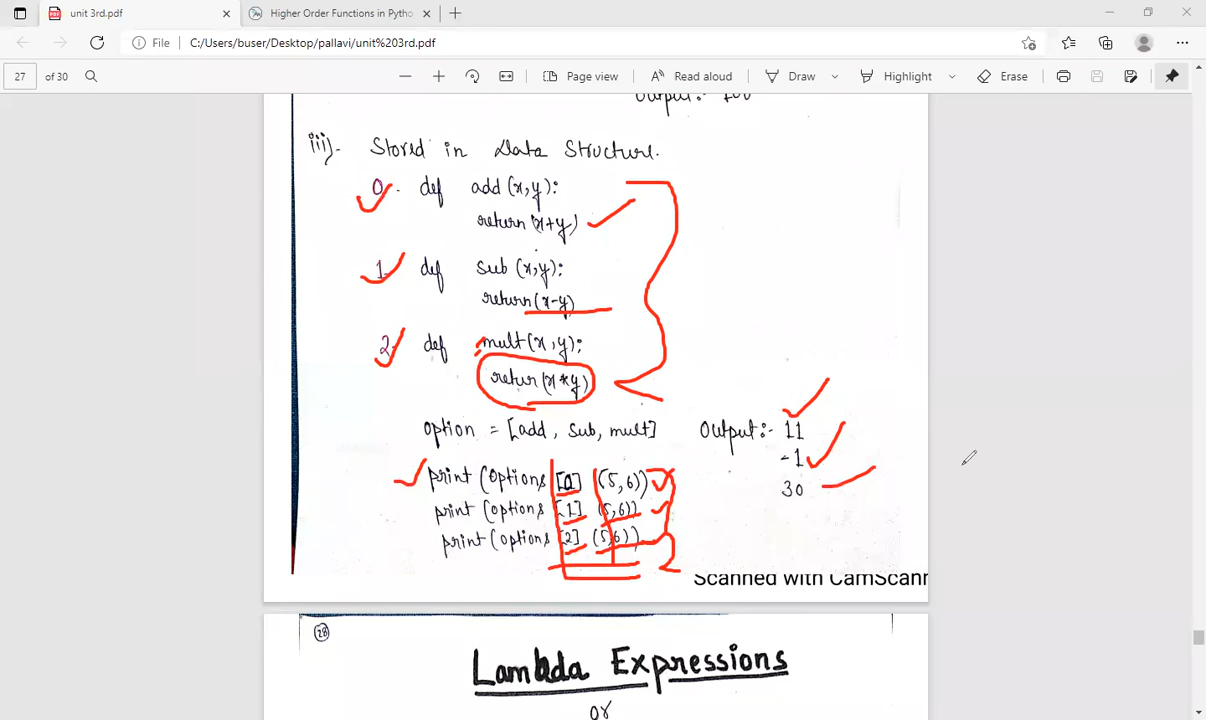 unit 3rd.pdf
Higher Order Functions in Pytho
File
C:/Users/buser/Desktop/pallavi/unit%203rd.pdf
27 of 30
Page view
Read aloud
Draw
Highlight
Erase
Output:- 
iii). Stored in Data Structure.
0. def add (x,y):
return(x+y)
1. def sub (x,y):
return(x-y)
2. def mult(x,y):
retur(x*y)
option = [add, sub, mult]
Output:- 11
-1
30
print (options [0] (5,6))
print (options [1] (5,6))
print (options [2] (5,6))
Scanned with CamScann
28
Lambda Expressions
or